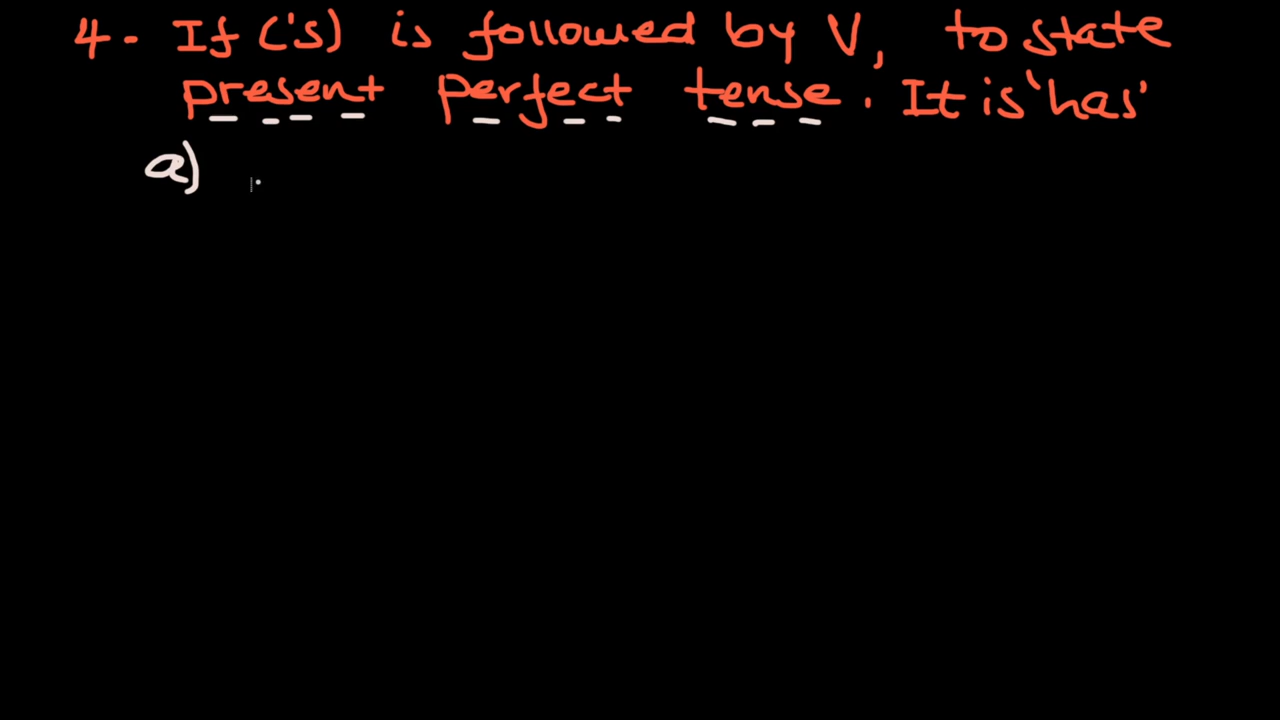 4- If ('s) is followed by V, to state
present perfect tense. It is 'has'
a)